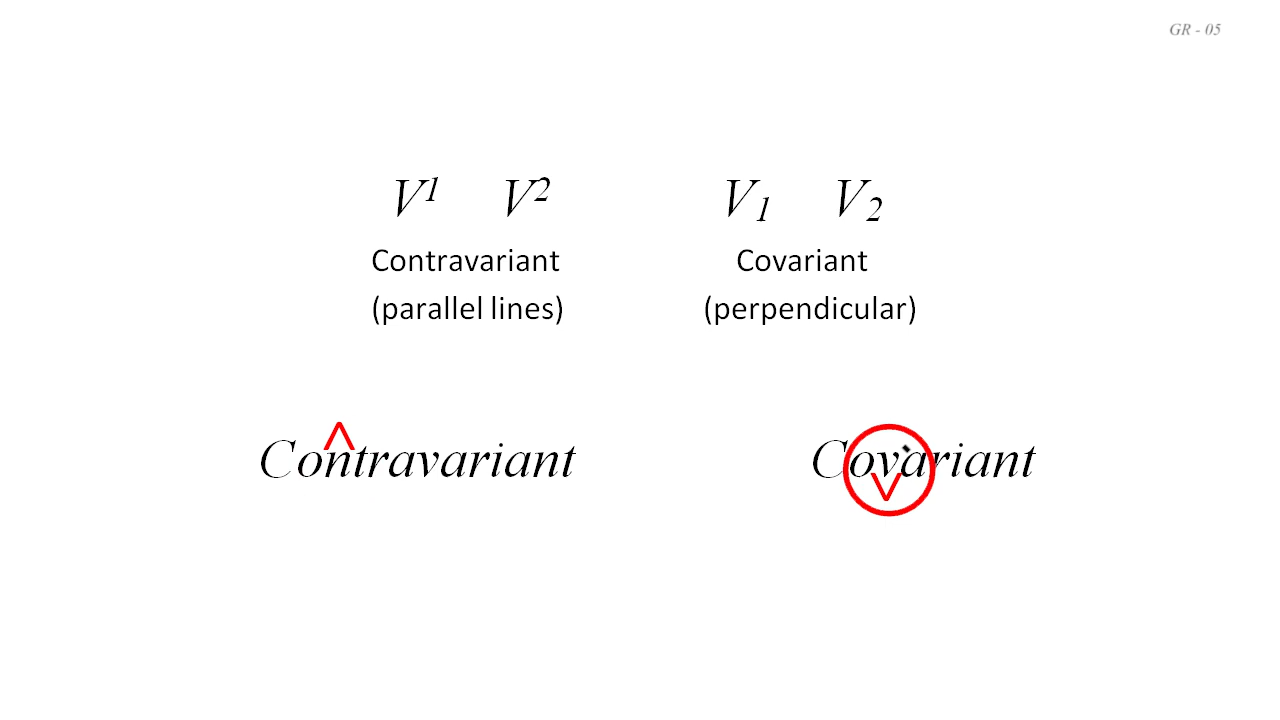 GR - 05
V¹ V² V₁ V₂
Contravariant Covariant
(parallel lines) (perpendicular)
^
Contravariant Covariant
v